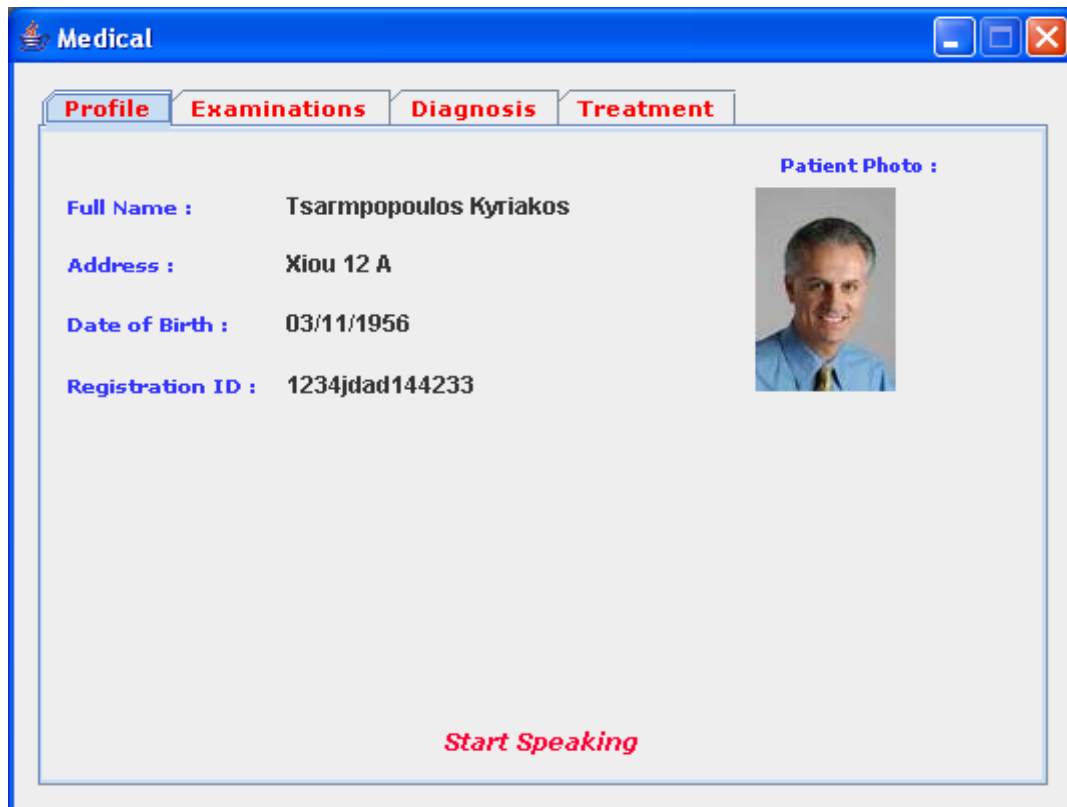 Medical
Profile Examinations Diagnosis Treatment
Patient Photo :
Full Name : Tsarmpopoulos Kyriakos
Address : Xiou 12 A
Date of Birth : 03/11/1956
Registration ID : 1234jdad144233
Start Speaking